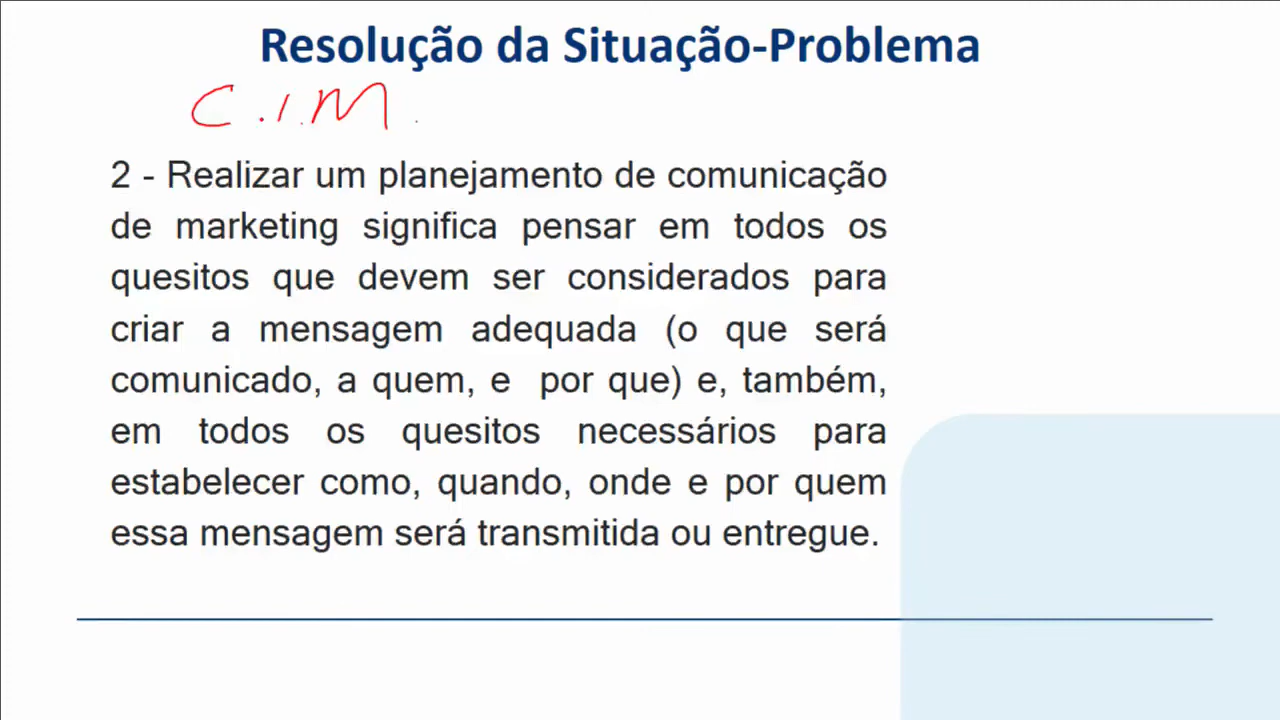 Resolução da Situação-Problema
C.I.M.
2 - Realizar um planejamento de comunicação
de marketing significa pensar em todos os
quesitos que devem ser considerados para
criar a mensagem adequada (o que será
comunicado, a quem, e por que) e, também,
em todos os quesitos necessários para
estabelecer como, quando, onde e por quem
essa mensagem será transmitida ou entregue.